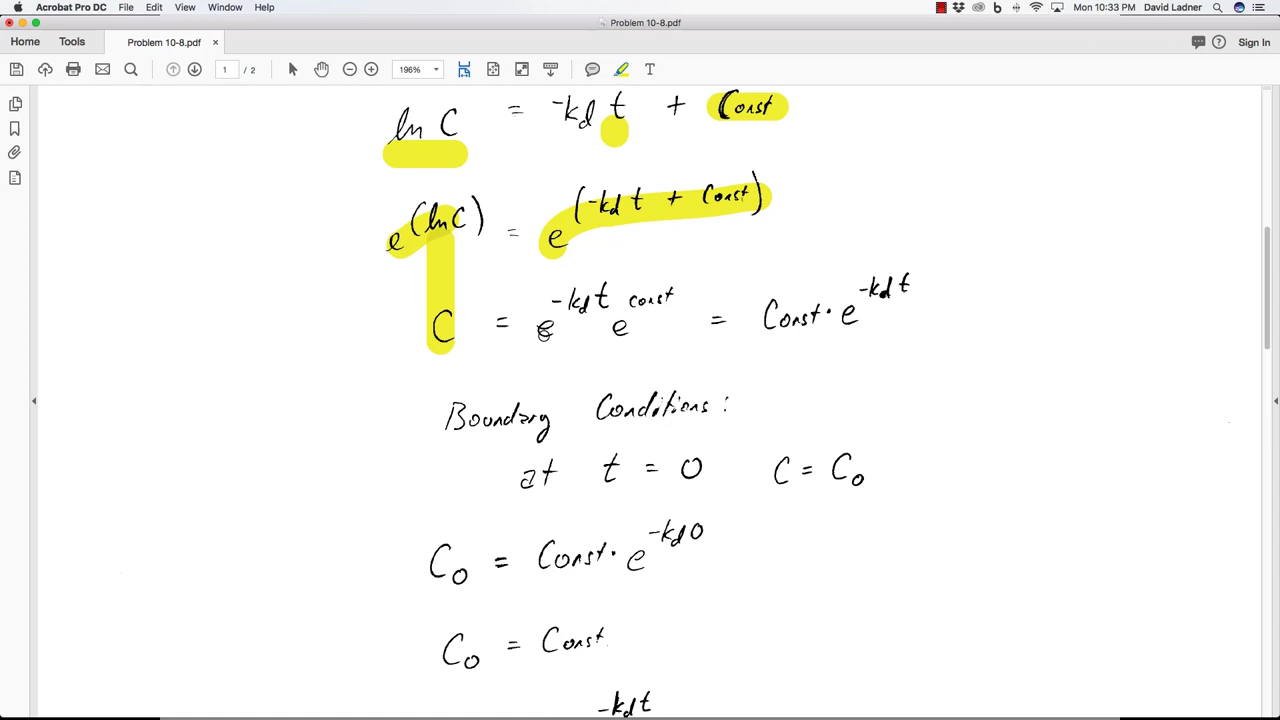 Acrobat Pro DC File Edit View Window Help Mon 10:33 PM David Ladner
Problem 10-8.pdf
Home Tools Problem 10-8.pdf × Sign In
1 / 2 196%
ln C = -kd t + Const
e^(ln C) = e^(-kd t + Const)
C = e^-kd t e^const = Const · e^-kd t
Boundary Conditions:
at t = 0 C = C0
C0 = Const · e^-kd 0
C0 = Const
-kd t